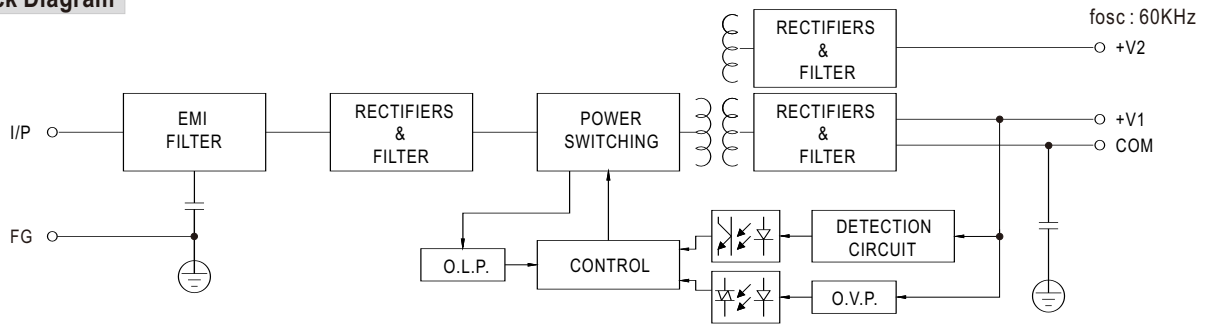 ck Diagram
fosc : 60KHz
RECTIFIERS
&
FILTER
+V2
I/P
EMI
FILTER
RECTIFIERS
&
FILTER
POWER
SWITCHING
RECTIFIERS
&
FILTER
+V1
COM
FG
O.L.P.
CONTROL
DETECTION
CIRCUIT
O.V.P.